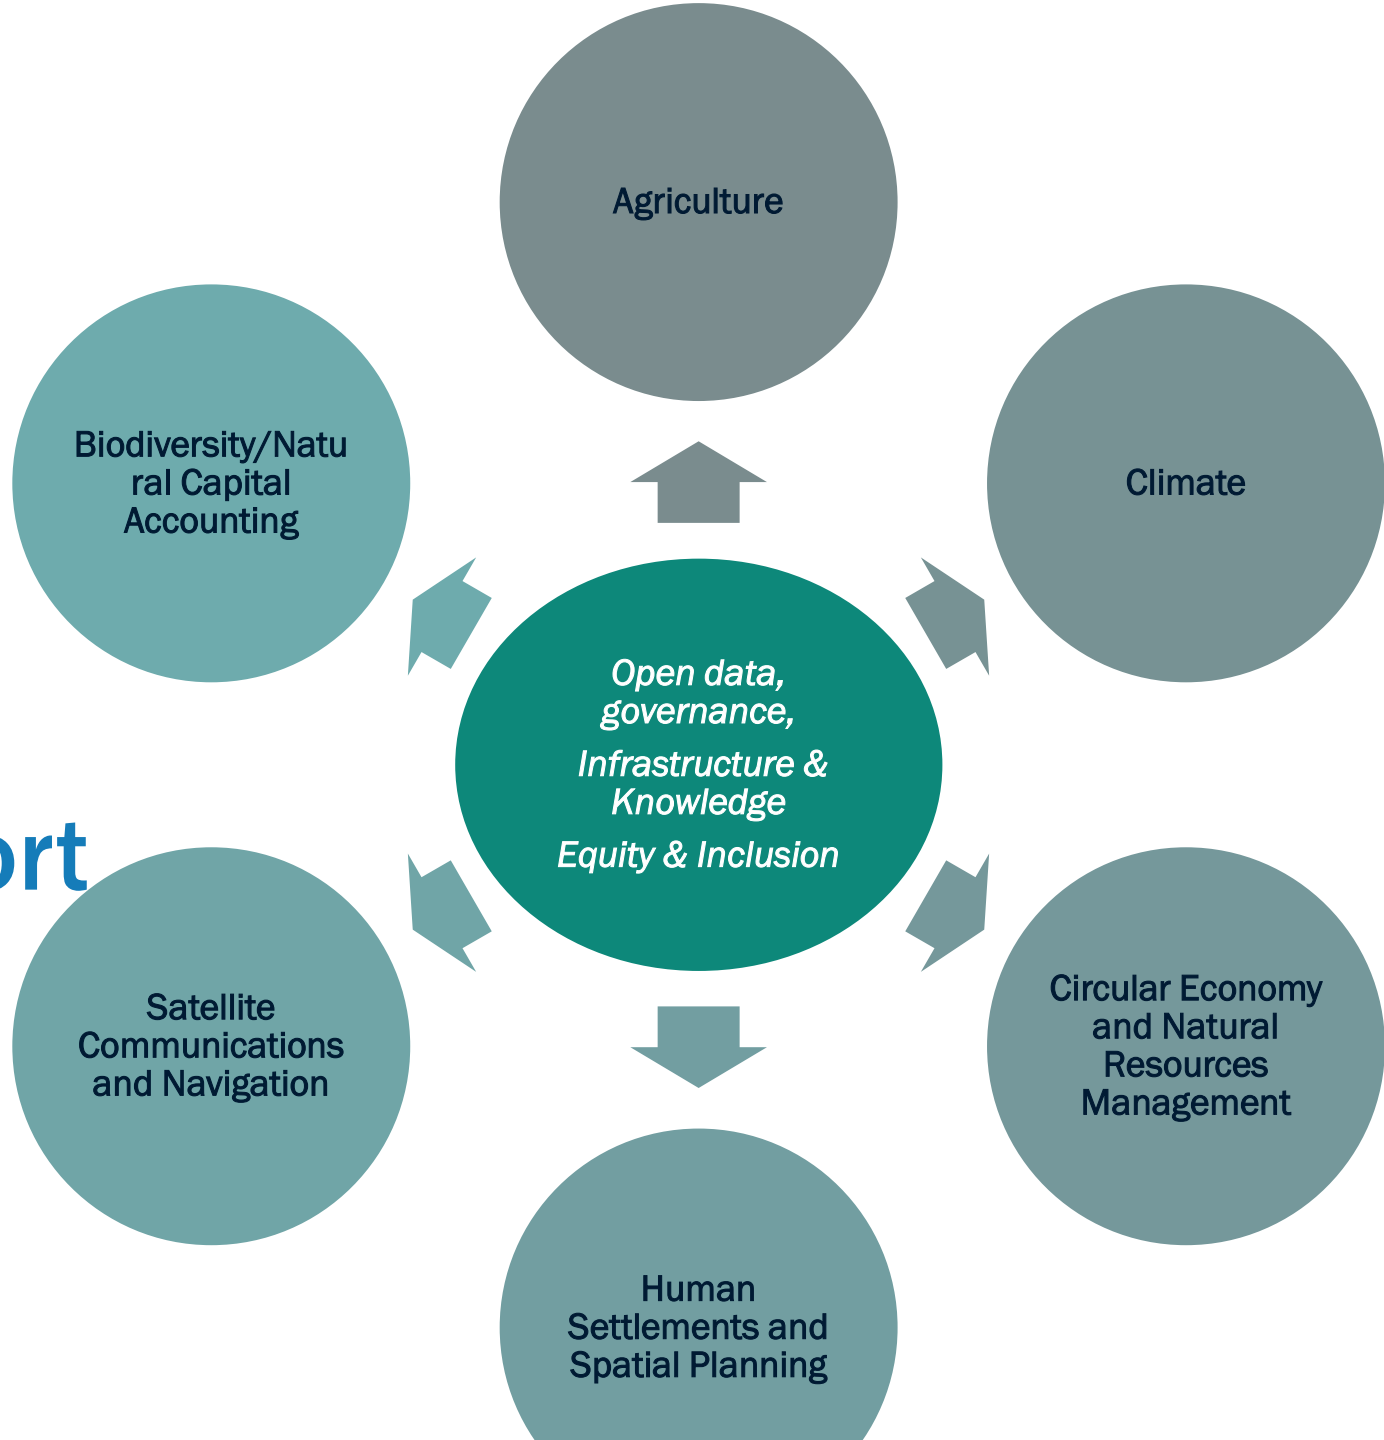 Agriculture
Biodiversity/Natu
ral Capital
Accounting
Climate
Open data,
governance,
Infrastructure &
Knowledge
Equity & Inclusion
Satellite
Communications
and Navigation
Circular Economy
and Natural
Resources
Management
Human
Settlements and
Spatial Planning